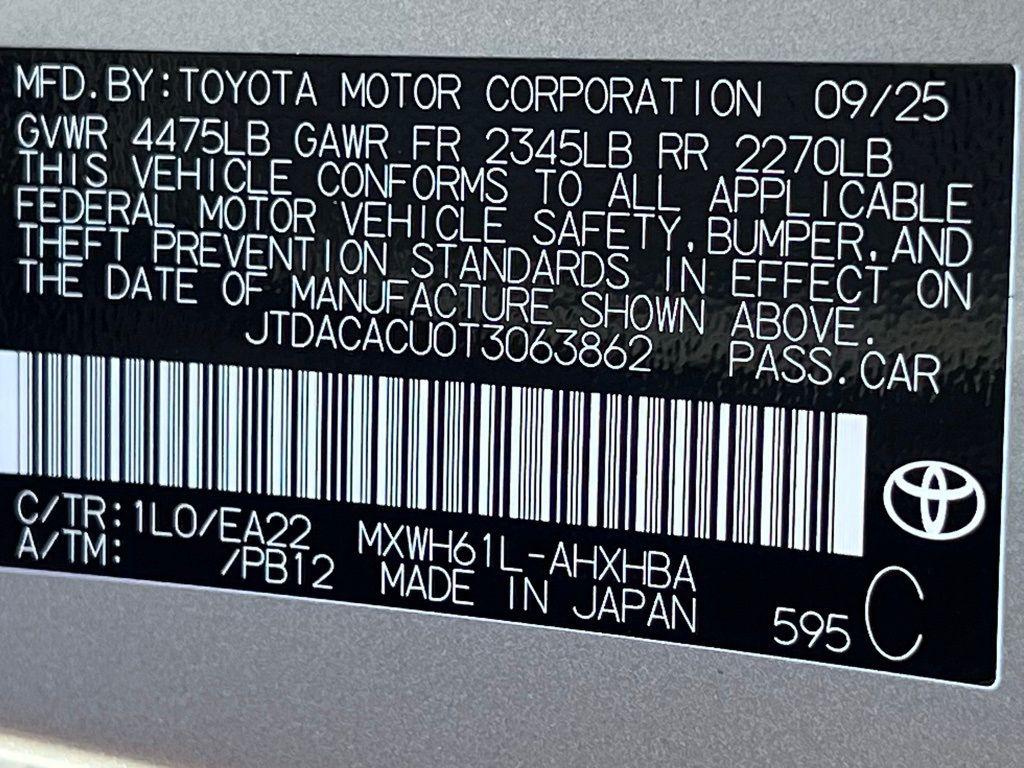 MFD.BY:TOYOTA MOTOR CORPORATION 09/25
GVWR 4475LB GAWR FR 2345LB RR 2270LB
THIS VEHICLE CONFORMS TO ALL APPLICABLE
FEDERAL MOTOR VEHICLE SAFETY,BUMPER,AND
THEFT PREVENTION STANDARDS IN EFFECT ON
THE DATE OF MANUFACTURE SHOWN ABOVE.
JTDACACU0T3063862 PASS.CAR
C/TR:1L0/EA22 MXWH61L-AHXHBA
A/TM: /PB12 MADE IN JAPAN
595 C